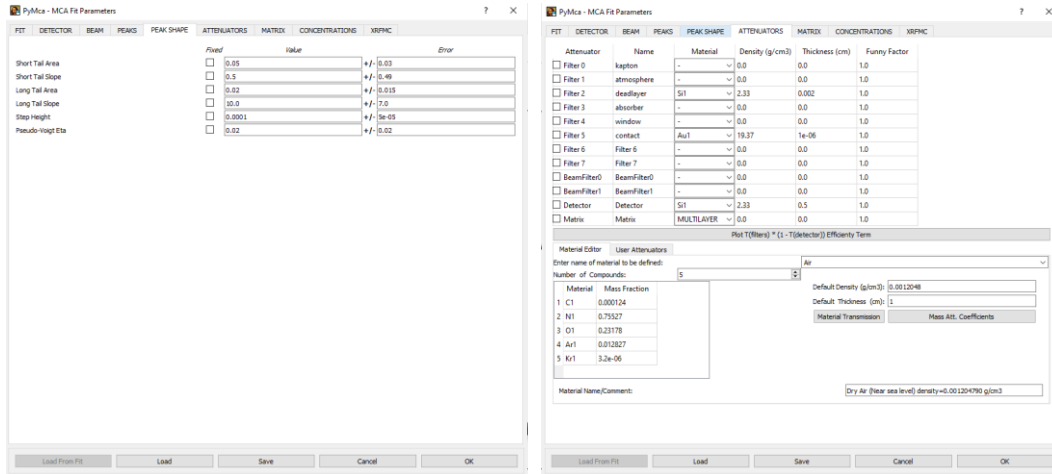 PyMca - MCA Fit Parameters ? ×
FIT DETECTOR BEAM PEAKS PEAK SHAPE ATTENUATORS MATRIX CONCENTRATIONS XRFMC
Fixed Value Error
Short Tail Area 0.05 +/- 0.03
Short Tail Slope 0.5 +/- 0.49
Long Tail Area 0.02 +/- 0.015
Long Tail Slope 10.0 +/- 7.0
Step Height 0.0001 +/- 5e-05
Pseudo-Voigt Eta 0.02 +/- 0.02
Load From Fit Load Save Cancel OK
PyMca - MCA Fit Parameters ? ×
FIT DETECTOR BEAM PEAKS PEAK SHAPE ATTENUATORS MATRIX CONCENTRATIONS XRFMC
Attenuator Name Material Density (g/cm3) Thickness (cm) Funny Factor
Filter 0 kapton - 0.0 0.0 1.0
Filter 1 atmosphere - 0.0 0.0 1.0
Filter 2 deadlayer Si1 2.33 0.002 1.0
Filter 3 absorber - 0.0 0.0 1.0
Filter 4 window - 0.0 0.0 1.0
Filter 5 contact Au1 19.37 1e-06 1.0
Filter 6 Filter 6 - 0.0 0.0 1.0
Filter 7 Filter 7 - 0.0 0.0 1.0
BeamFilter0 BeamFilter0 - 0.0 0.0 1.0
BeamFilter1 BeamFilter1 - 0.0 0.0 1.0
Detector Detector Si1 2.33 0.5 1.0
Matrix Matrix MULTILAYER 0.0 0.0 1.0
Plot T(filters) * (1 - T(detector)) Efficienty Term
Material Editor User Attenuators
Enter name of material to be defined: Air
Number of Compounds: 5
Material Mass Fraction
1 C1 0.000124
2 N1 0.75527
3 O1 0.23178
4 Ar1 0.012827
5 Kr1 3.2e-06
Default Density (g/cm3): 0.0012048
Default Thickness (cm): 1
Material Transmission Mass Att. Coefficients
Material Name/Comment: Dry Air (Near sea level) density=0.001204790 g/cm3
Load From Fit Load Save Cancel OK